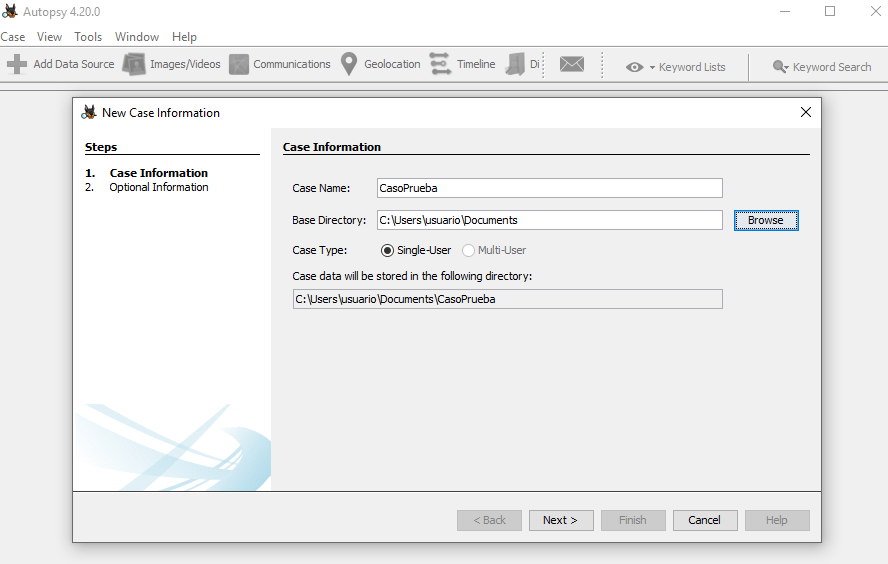 Autopsy 4.20.0
Case View Tools Window Help
Add Data Source Images/Videos Communications Geolocation Timeline Di Keyword Lists Keyword Search
New Case Information
Steps
1. Case Information
2. Optional Information
Case Information
Case Name: CasoPrueba
Base Directory: C:\Users\usuario\Documents Browse
Case Type: Single-User Multi-User
Case data will be stored in the following directory:
C:\Users\usuario\Documents\CasoPrueba
< Back Next > Finish Cancel Help